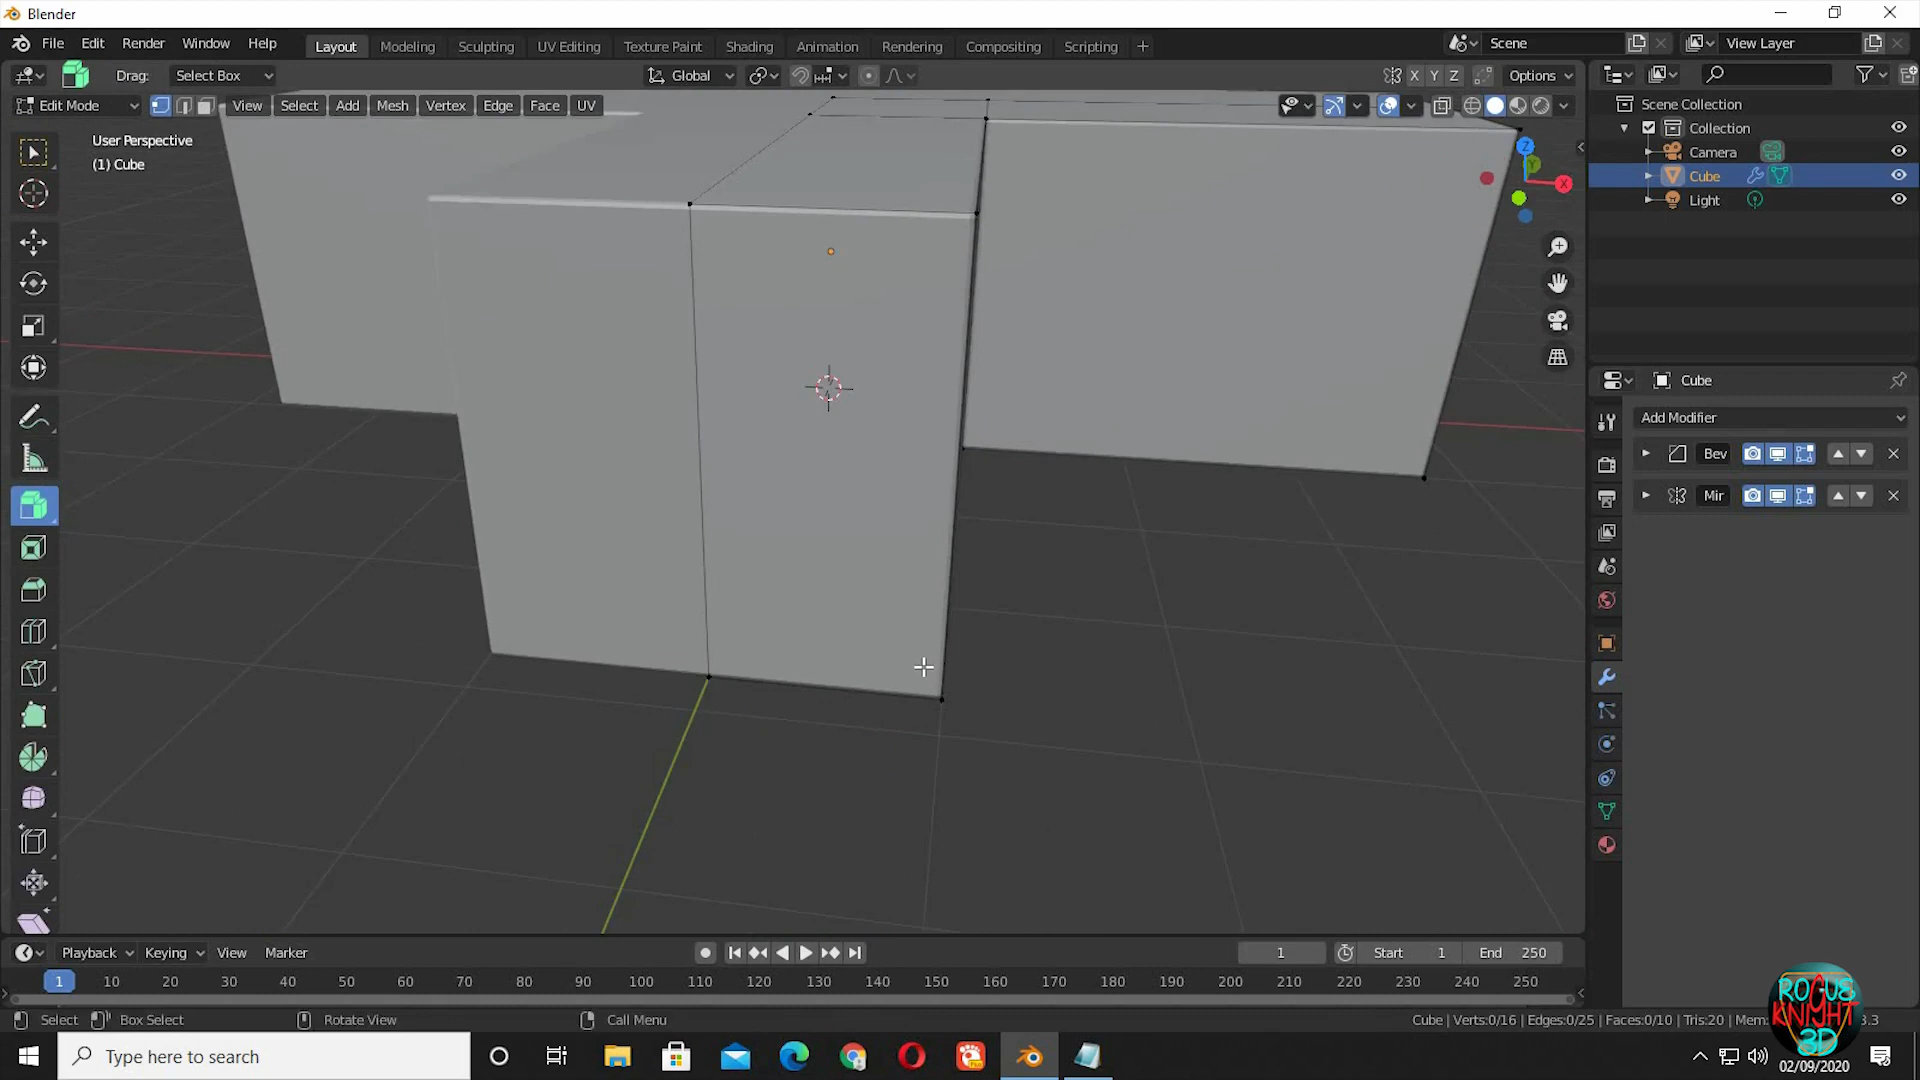 Blender
File Edit Render Window Help Layout Modeling Sculpting UV Editing Texture Paint Shading Animation Rendering Compositing Scripting Scene View Layer
Drag: Select Box Global X Y Z Options
Edit Mode View Select Add Mesh Vertex Edge Face UV
Scene Collection
Collection
Camera
Cube
Light
User Perspective
(1) Cube
Z
Y
X
Cube
Add Modifier
Bev
Mir
Playback Keying View Marker 1 Start 1 End 250
1 10 20 30 40 50 60 70 80 90 100 110 120 130 140 150 160 170 180 190 200 210 220 230 240 250
Select Box Select Rotate View Call Menu Cube | Verts:0/16 | Edges:0/25 | Faces:0/10 | Tris:20 | Mem: 3.3
ROGUE
KNIGHT
3D
Type here to search
02/09/2020